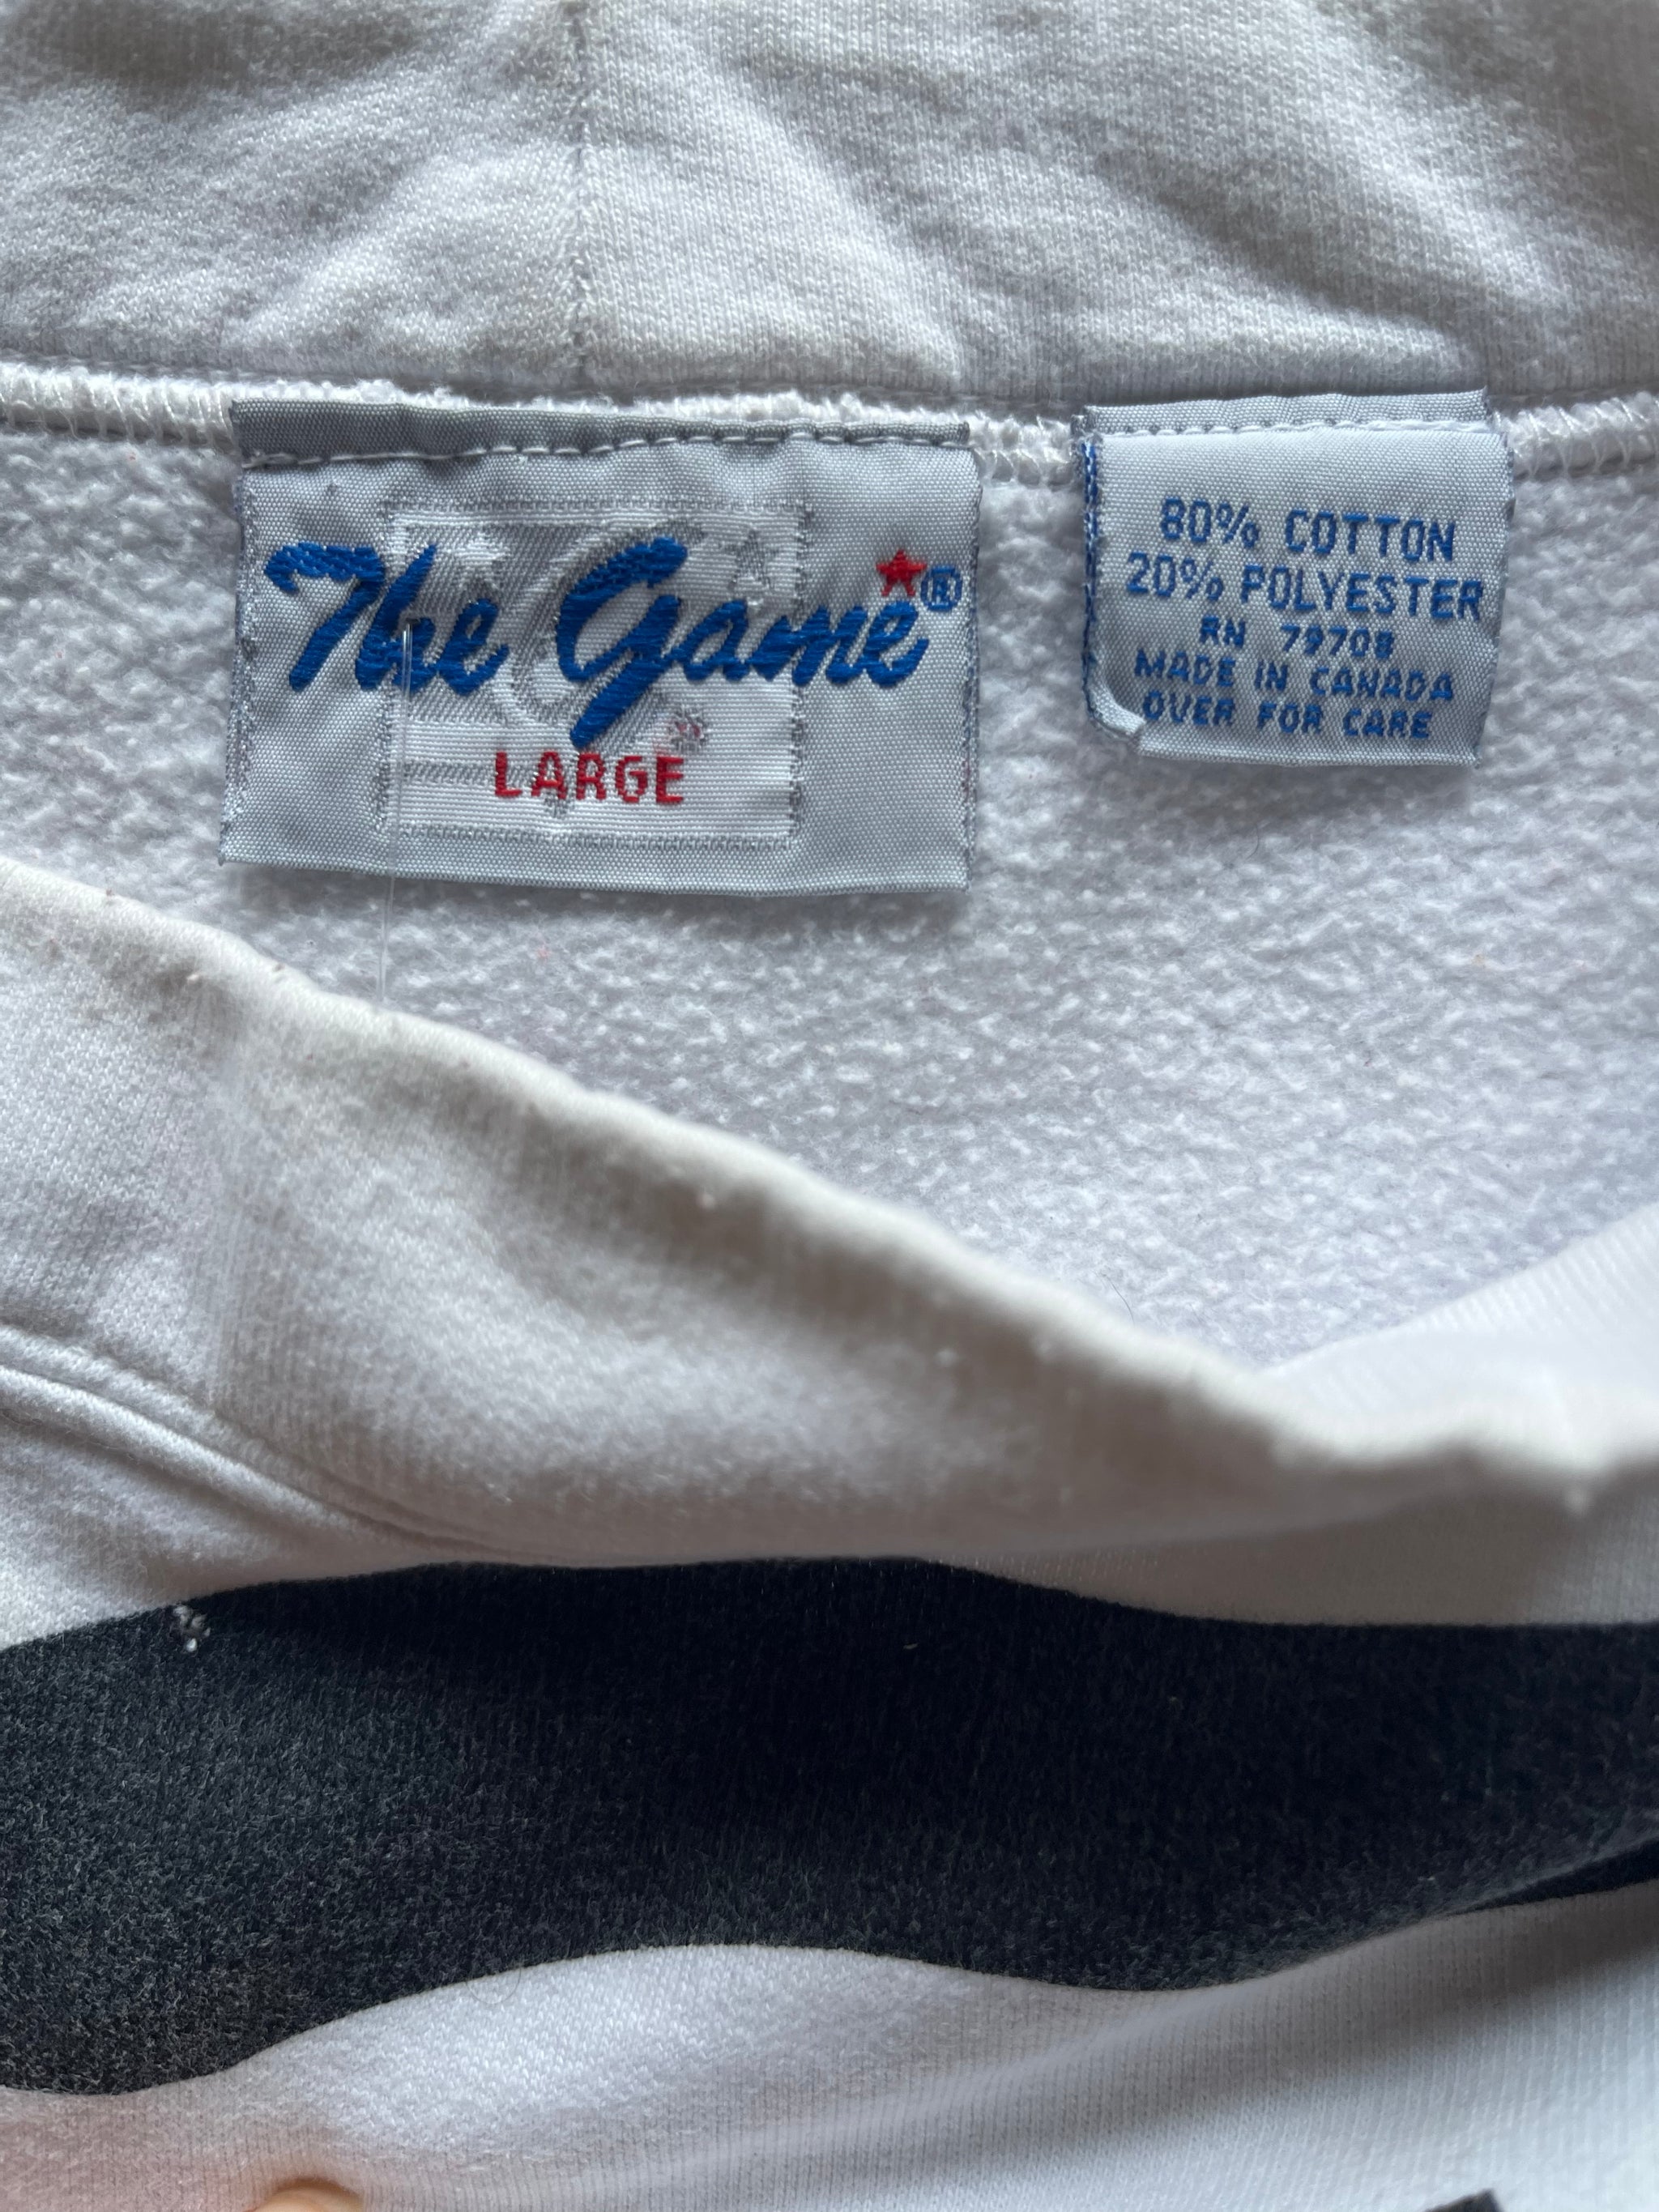 The Game®
LARGE
80% COTTON
20% POLYESTER
RN 79708
MADE IN CANADA
OVER FOR CARE